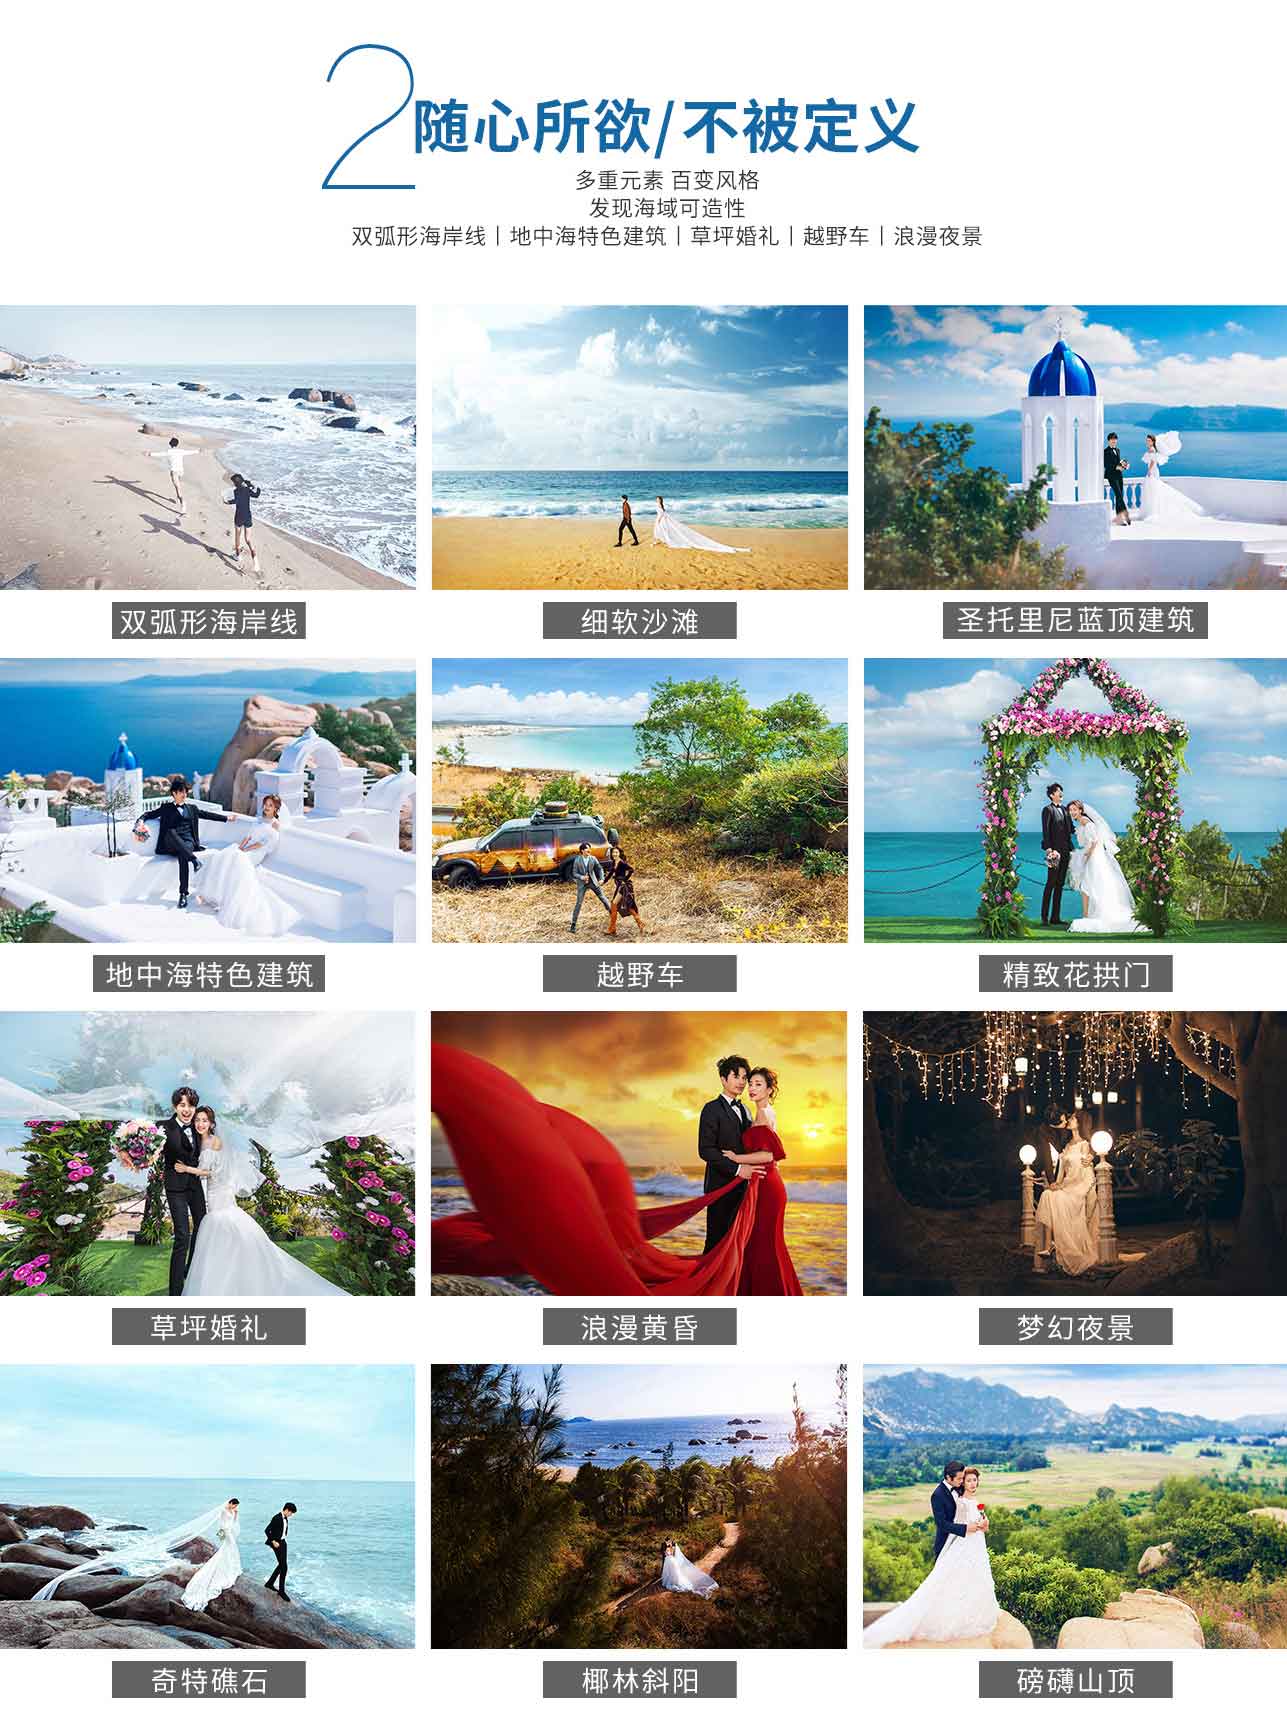 2 随心所欲/不被定义
多重元素 百变风格
发现海域可造性
双弧形海岸线丨地中海特色建筑丨草坪婚礼丨越野车丨浪漫夜景
双弧形海岸线
细软沙滩
圣托里尼蓝顶建筑
地中海特色建筑
越野车
精致花拱门
草坪婚礼
浪漫黄昏
梦幻夜景
奇特礁石
椰林斜阳
磅礴山顶